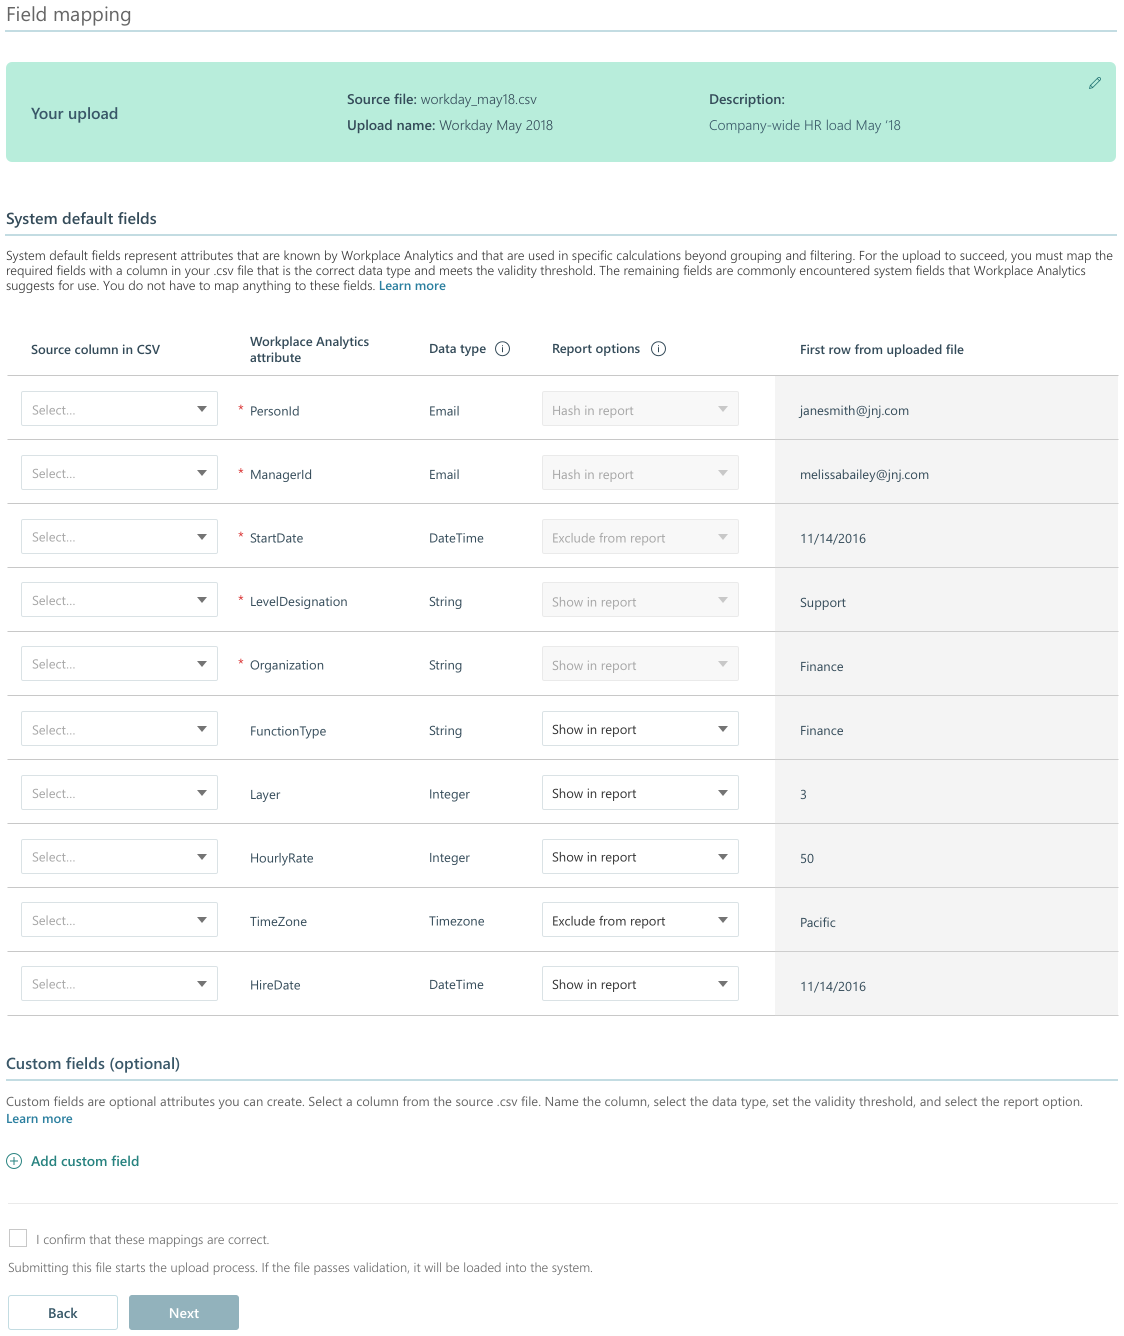 Field mapping
Your upload
Source file: workday_may18.csv
Upload name: Workday May 2018
Description:
Company-wide HR load May '18
System default fields
System default fields represent attributes that are known by Workplace Analytics and that are used in specific calculations beyond grouping and filtering. For the upload to succeed, you must map the
required fields with a column in your .csv file that is the correct data type and meets the validity threshold. The remaining fields are commonly encountered system fields that Workplace Analytics
suggests for use. You do not have to map anything to these fields. Learn more
Source column in CSV
Workplace Analytics
attribute
Data type
Report options
First row from uploaded file
Select... * PersonId Email Hash in report janesmith@jnj.com
Select... * ManagerId Email Hash in report melissabailey@jnj.com
Select... * StartDate DateTime Exclude from report 11/14/2016
Select... * LevelDesignation String Show in report Support
Select... * Organization String Show in report Finance
Select... FunctionType String Show in report Finance
Select... Layer Integer Show in report 3
Select... HourlyRate Integer Show in report 50
Select... TimeZone Timezone Exclude from report Pacific
Select... HireDate DateTime Show in report 11/14/2016
Custom fields (optional)
Custom fields are optional attributes you can create. Select a column from the source .csv file. Name the column, select the data type, set the validity threshold, and select the report option.
Learn more
Add custom field
I confirm that these mappings are correct.
Submitting this file starts the upload process. If the file passes validation, it will be loaded into the system.
Back
Next